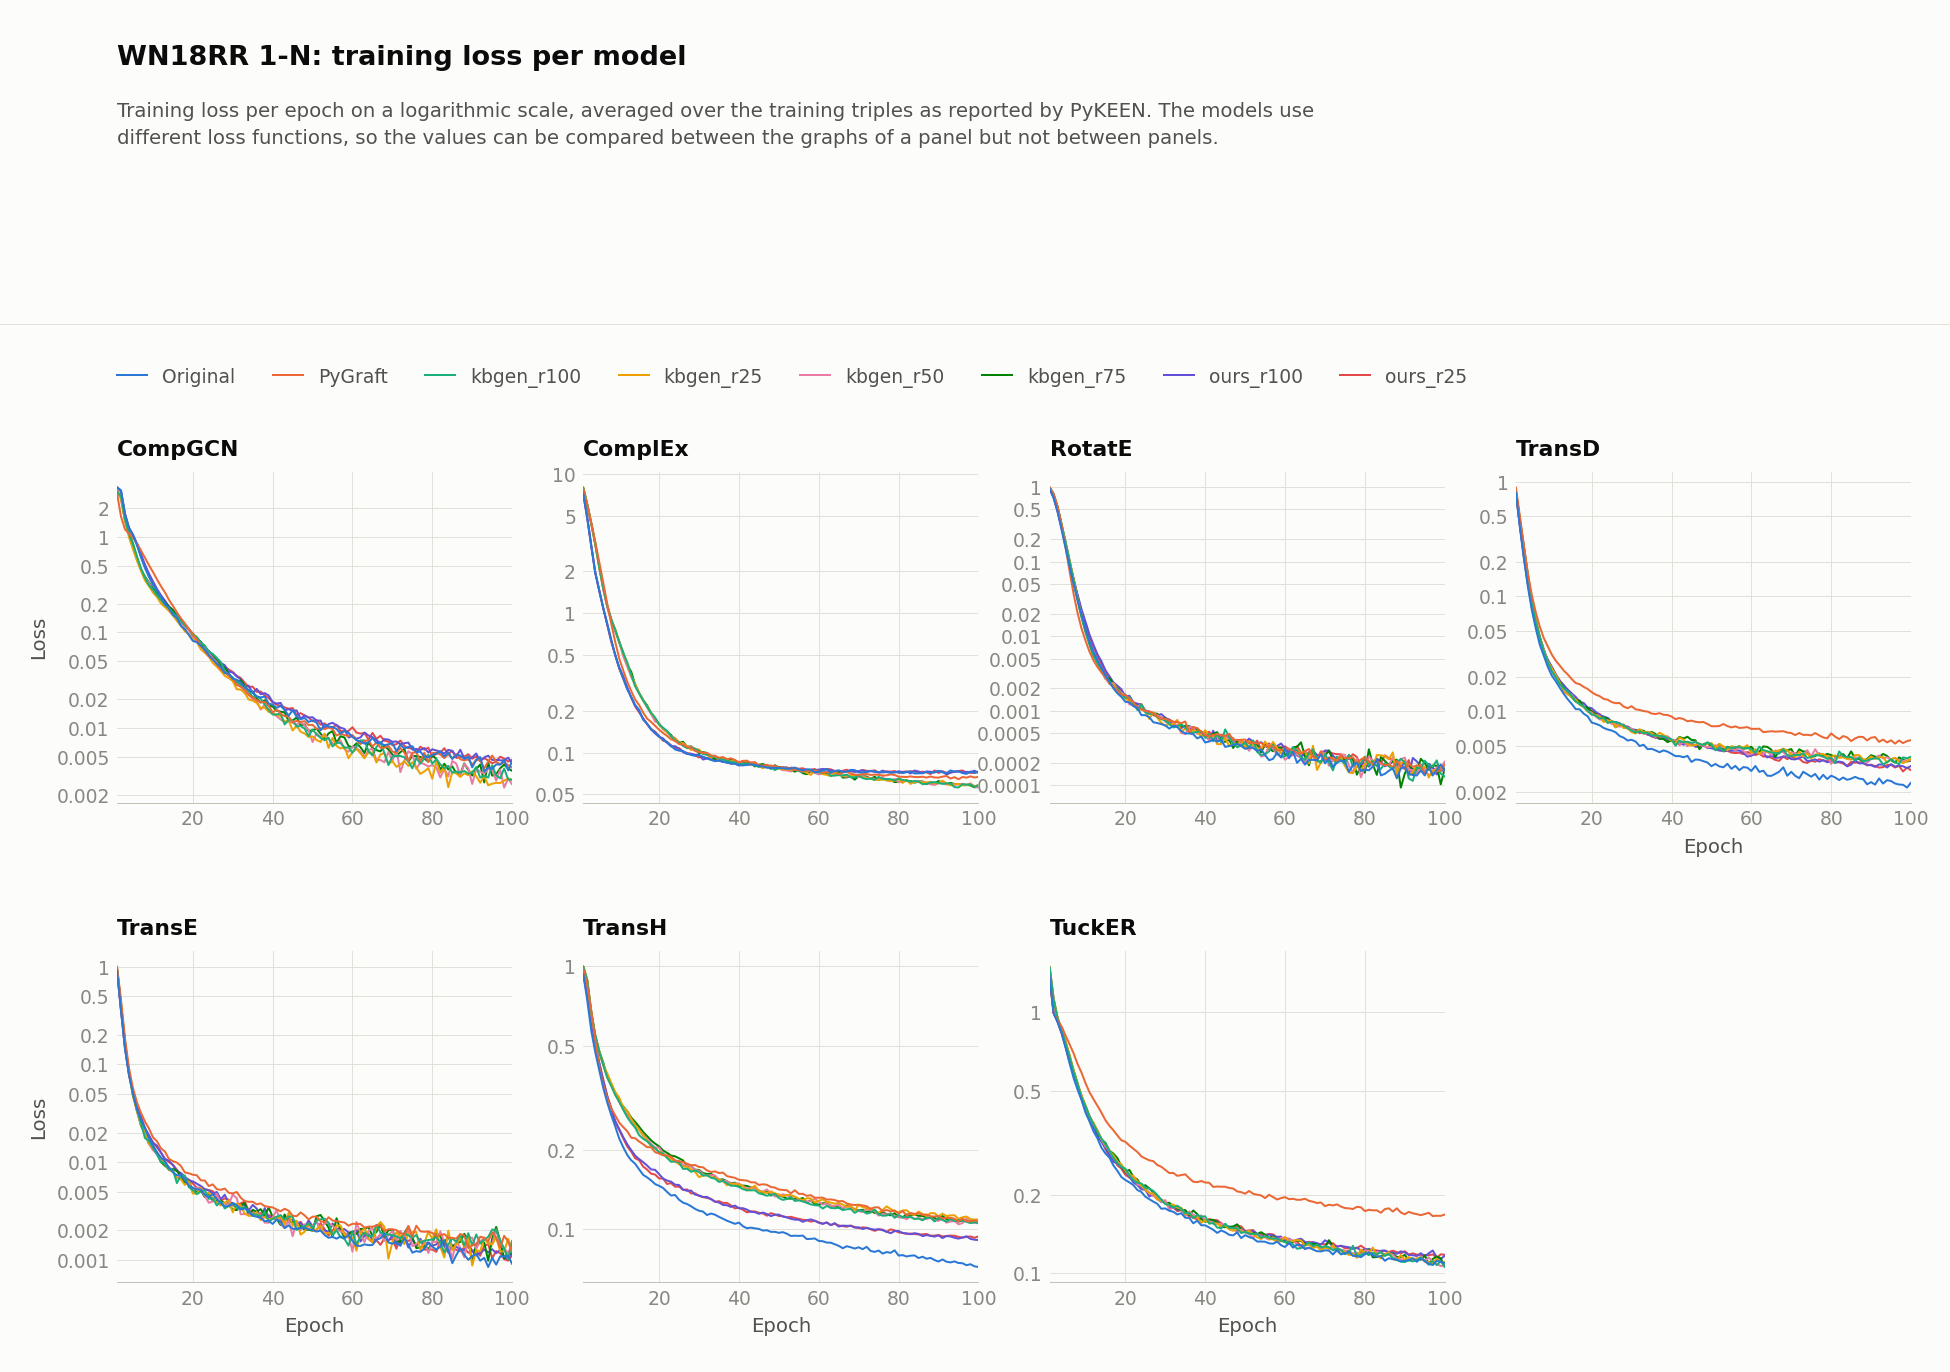 WN18RR 1-N: training loss per model
Training loss per epoch on a logarithmic scale, averaged over the training triples as reported by PyKEEN. The models use
different loss functions, so the values can be compared between the graphs of a panel but not between panels.
Original PyGraft kbgen_r100 kbgen_r25 kbgen_r50 kbgen_r75 ours_r100 ours_r25
CompGCN
Loss
2
1
0.5
0.2
0.1
0.05
0.02
0.01
0.005
0.002
20 40 60 80 100
ComplEx
10
5
2
1
0.5
0.2
0.1
0.05
20 40 60 80 100
RotatE
1
0.5
0.2
0.1
0.05
0.02
0.01
0.005
0.002
0.001
0.0005
0.0002
0.0001
20 40 60 80 100
TransD
1
0.5
0.2
0.1
0.05
0.02
0.01
0.005
0.002
20 40 60 80 100
Epoch
TransE
Loss
1
0.5
0.2
0.1
0.05
0.02
0.01
0.005
0.002
0.001
20 40 60 80 100
Epoch
TransH
1
0.5
0.2
0.1
20 40 60 80 100
Epoch
TuckER
1
0.5
0.2
0.1
20 40 60 80 100
Epoch